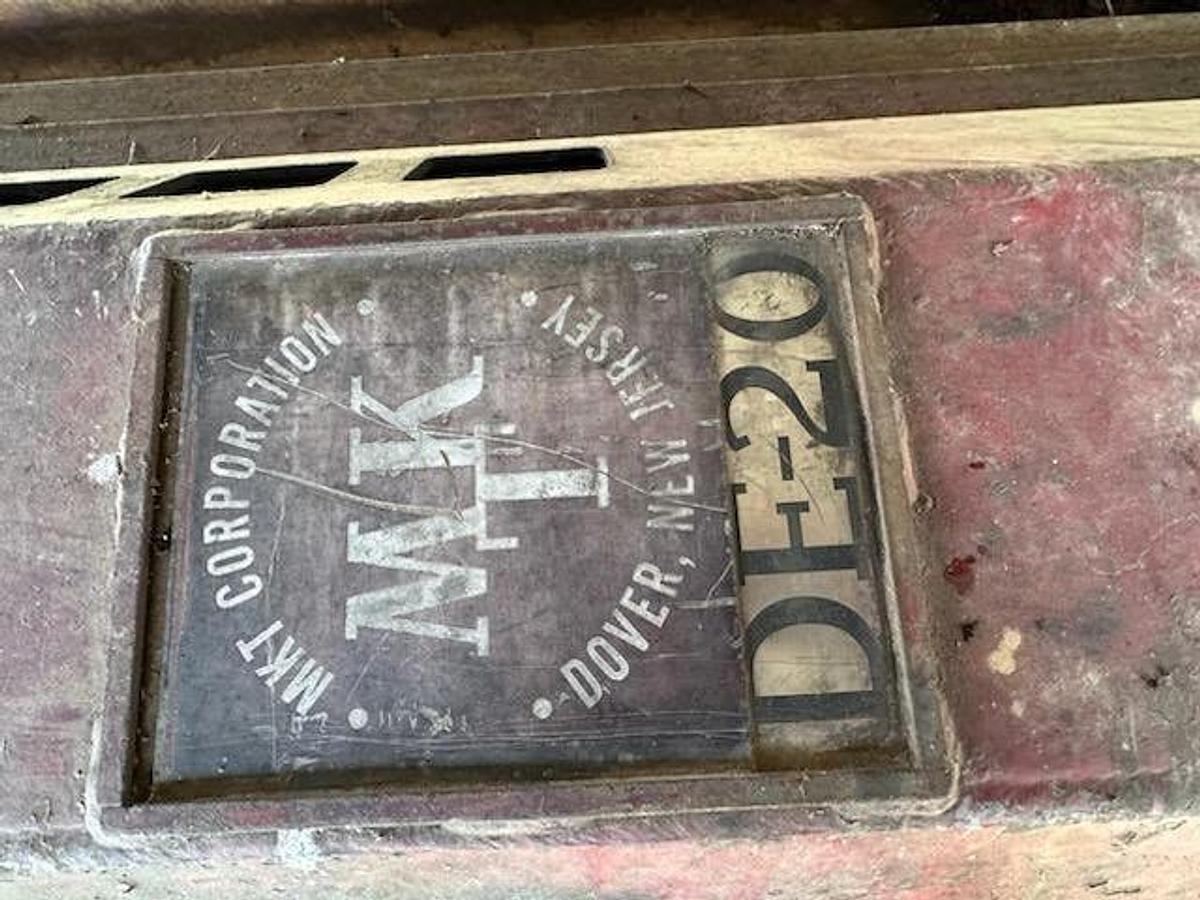 MKT CORPORATION
MKT
DOVER, NEW JERSEY
DE-20